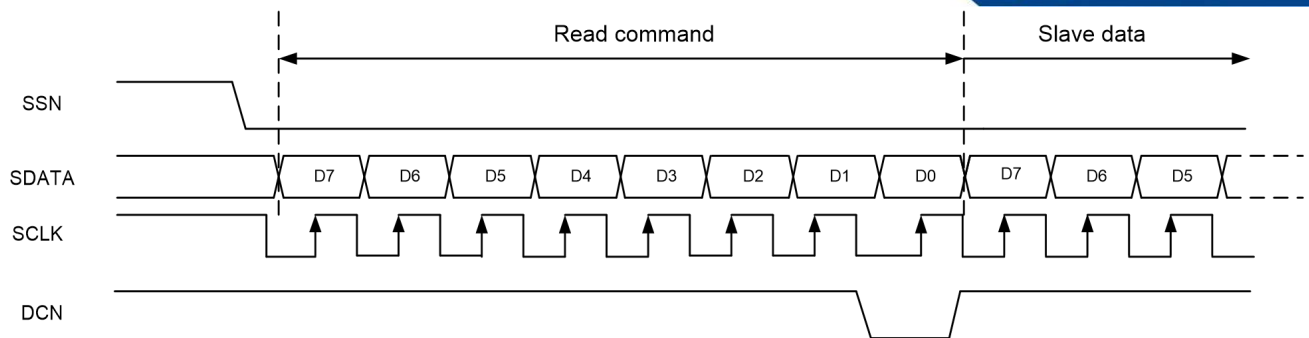 Read command Slave data
SSN
SDATA D7 D6 D5 D4 D3 D2 D1 D0 D7 D6 D5
SCLK
DCN